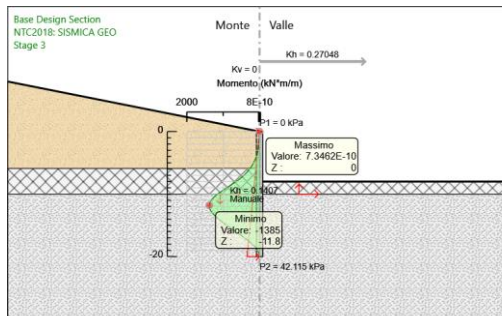 Base Design Section
NTC2018: SISMICA GEO
Stage 3
Monte
Valle
Kh = 0.27048
Kv = 0
Momento (kN*m/m)
2000
8E-10
P1 = 0 kPa
0
Massimo
Valore: 7.3462E-10
Z :
0
Kh = 0.1407
Manuale
Minimo
Valore: -1385
Z :
-11.8
-20
P2 = 42.115 kPa